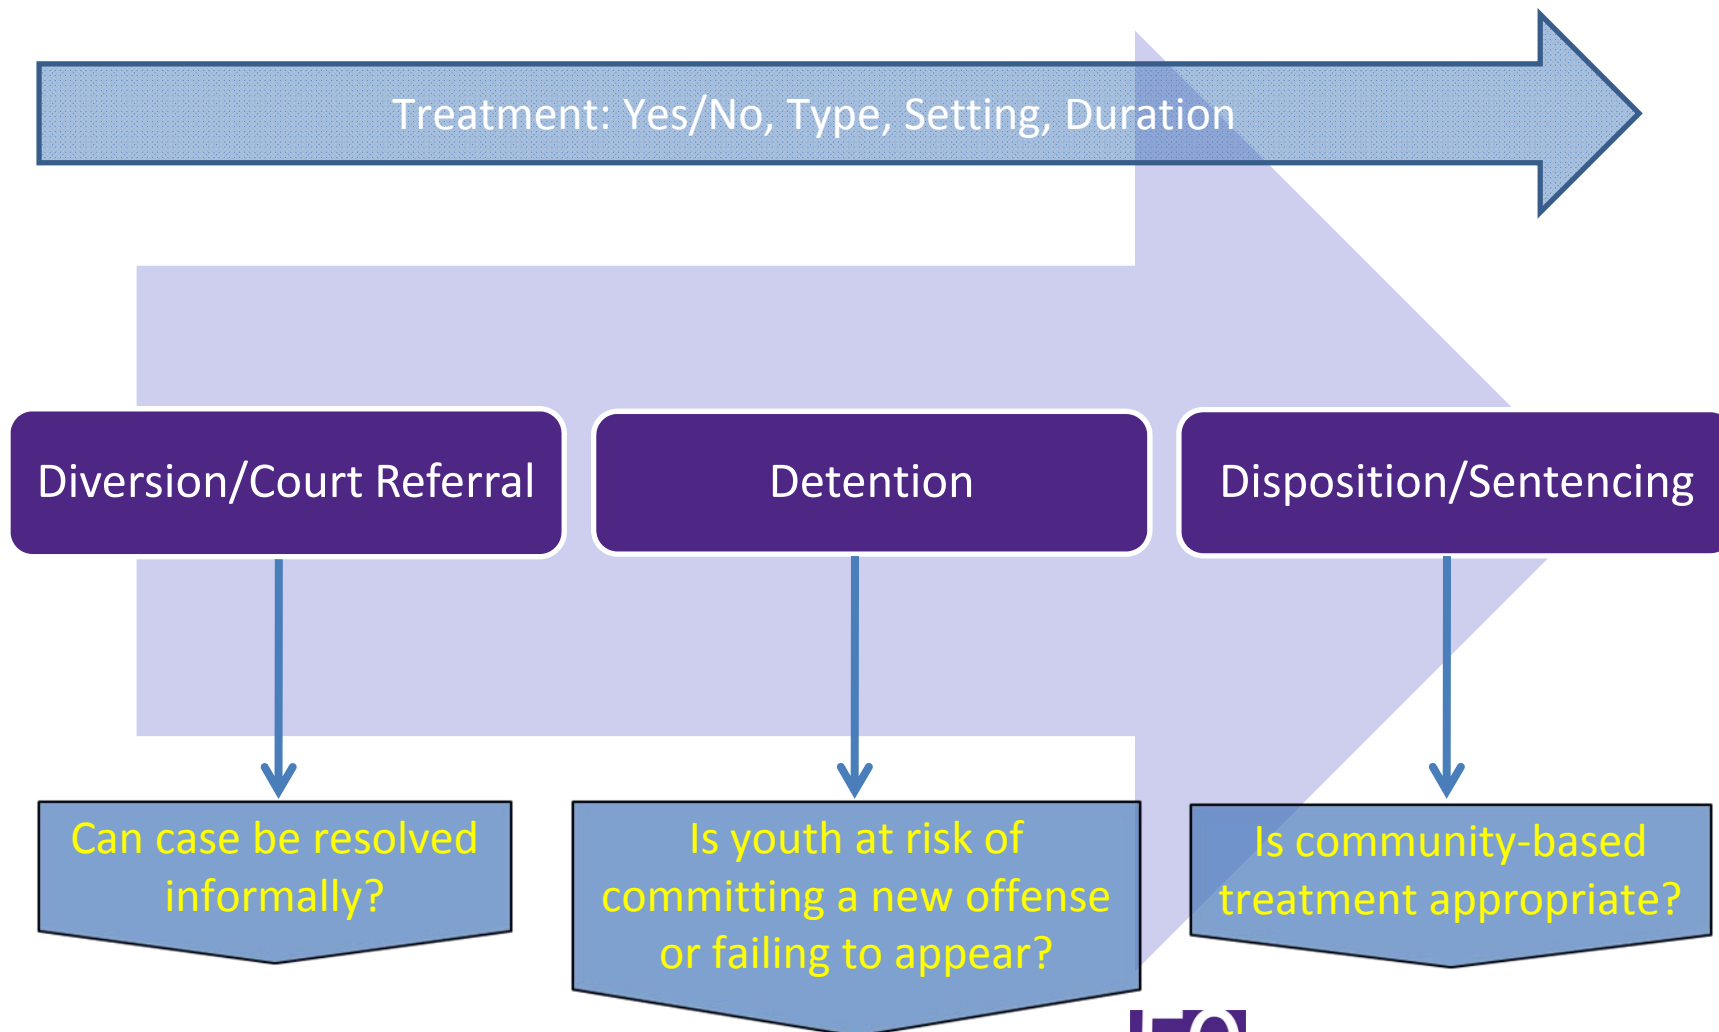 Treatment: Yes/No, Type, Setting, Duration
Diversion/Court Referral
Detention
Disposition/Sentencing
Can case be resolved
informally?
Is youth at risk of
committing a new offense
or failing to appear?
Is community-based
treatment appropriate?